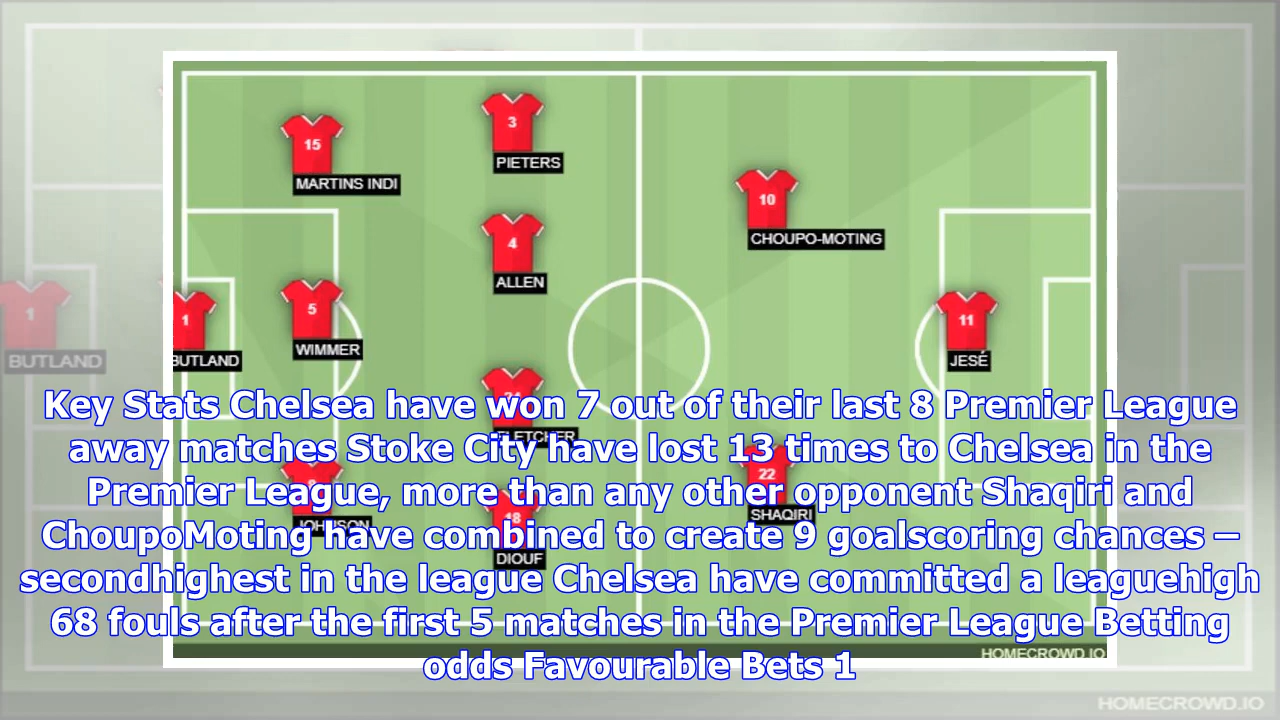 3
PIETERS
15
MARTINS INDI
10
CHOUPO-MOTING
4
ALLEN
1
BUTLAND
1
BUTLAND
5
WIMMER
11
JESÉ
FLETCHER
22
SHAQIRI
JOHNSON
18
DIOUF
Key Stats Chelsea have won 7 out of their last 8 Premier League
away matches Stoke City have lost 13 times to Chelsea in the
Premier League, more than any other opponent Shaqiri and
ChoupoMoting have combined to create 9 goalscoring chances –
secondhighest in the league Chelsea have committed a leaguehigh
68 fouls after the first 5 matches in the Premier League Betting
odds Favourable Bets 1
HOMECROWD.IO
HOMECROWD.IO